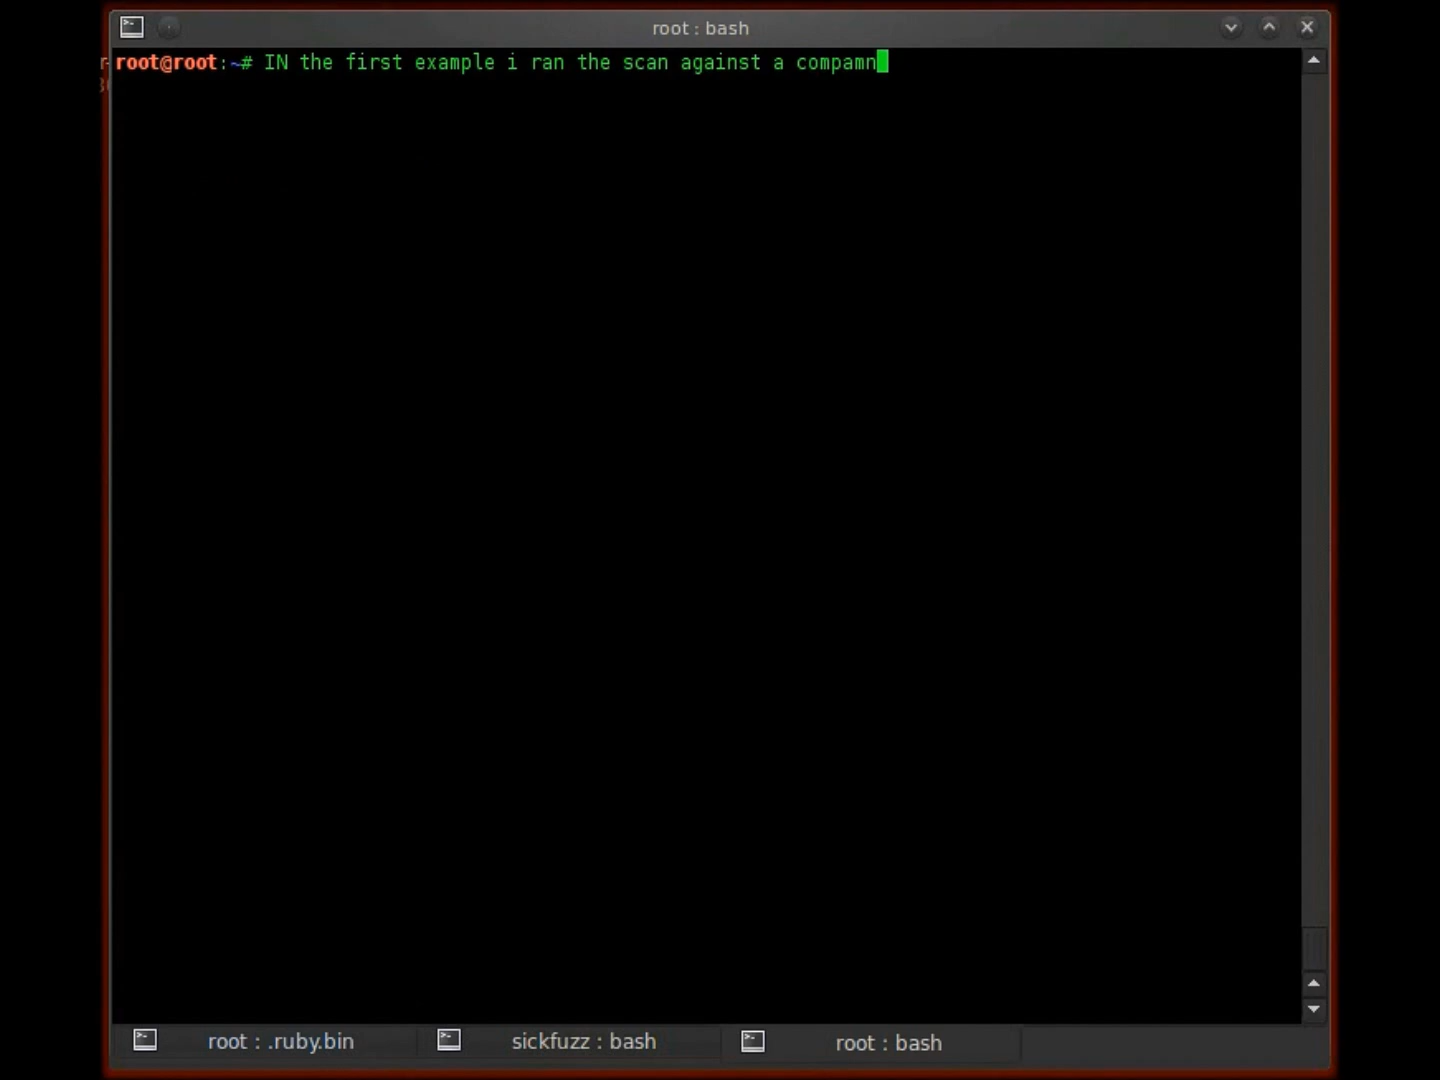 root : bash
root@root:~# IN the first example i ran the scan against a compamn
root : .ruby.bin
sickfuzz : bash
root : bash